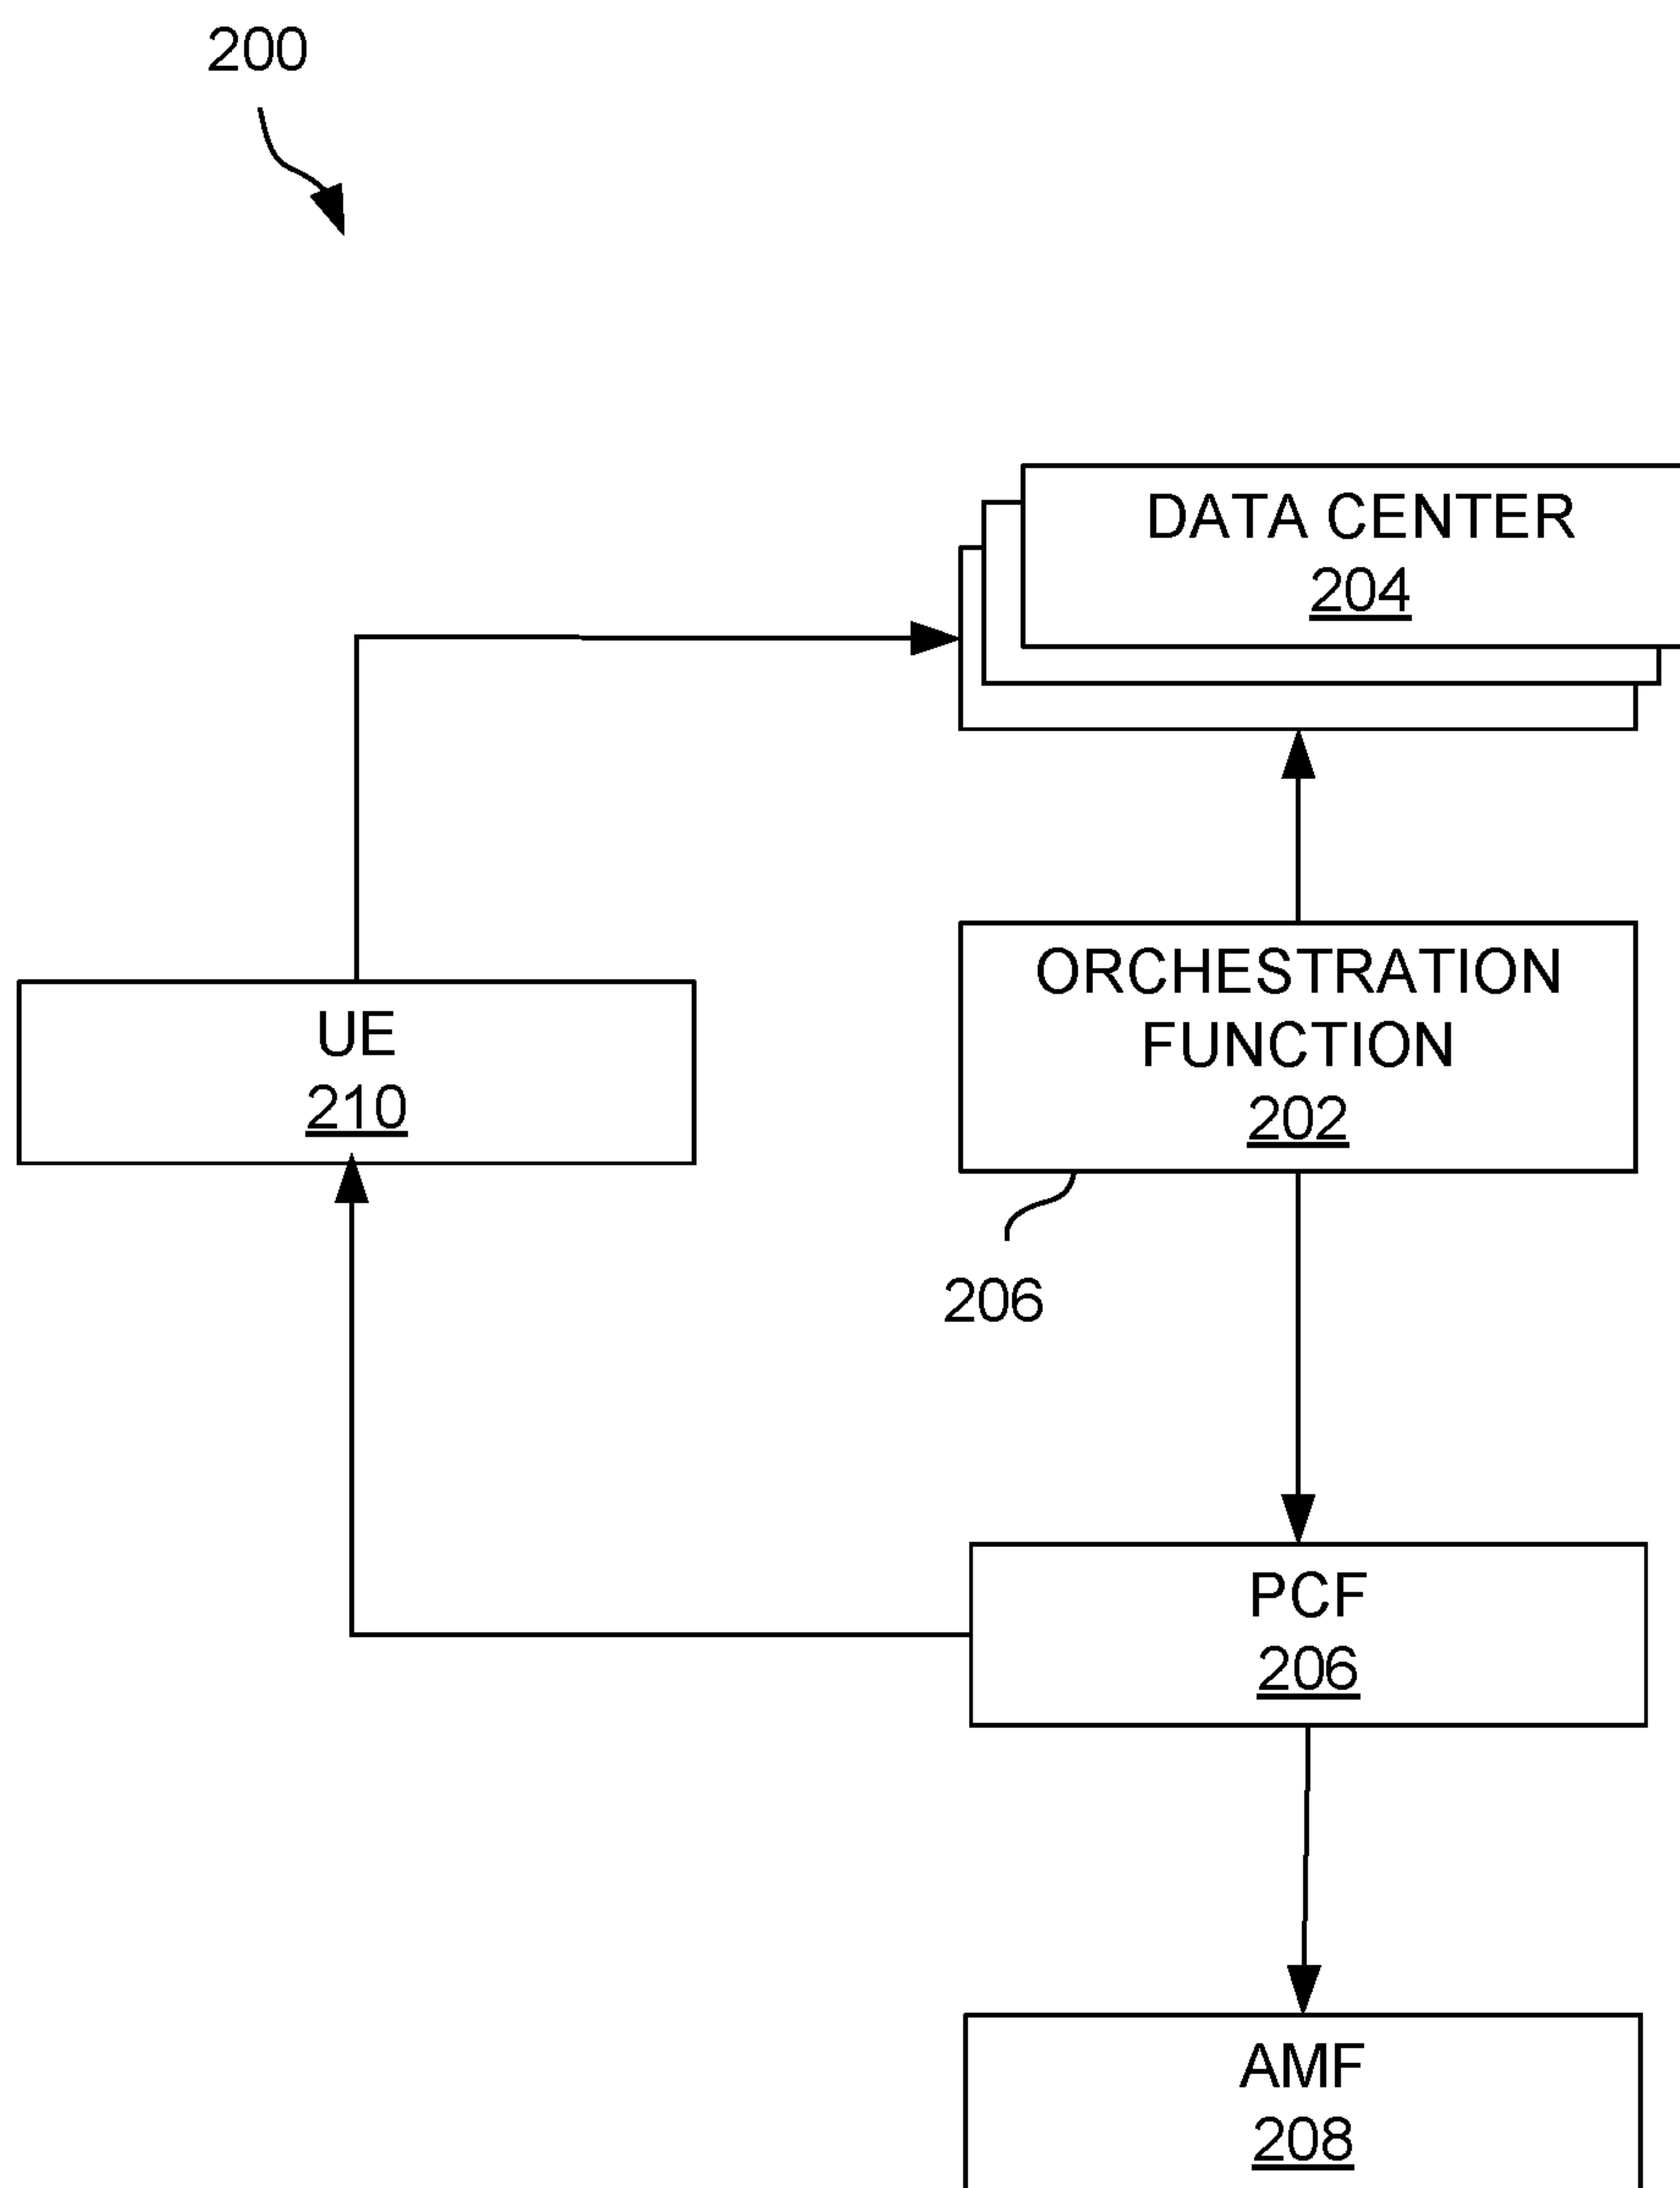 200
DATA CENTER
204
ORCHESTRATION
FUNCTION
202
UE
210
206
PCF
206
AMF
208